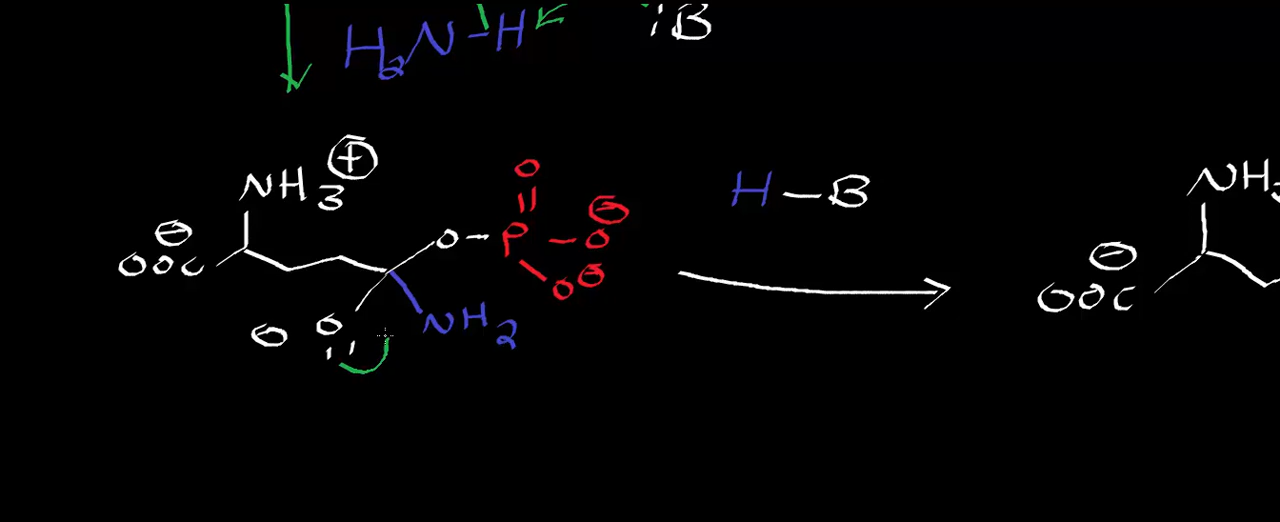 H₂N-H :B
NH₃⊕
O
‖
⊖OOC O-P-O⊖
O⊖
⊖ O NH₂
H-B
NH₃
⊖OOC